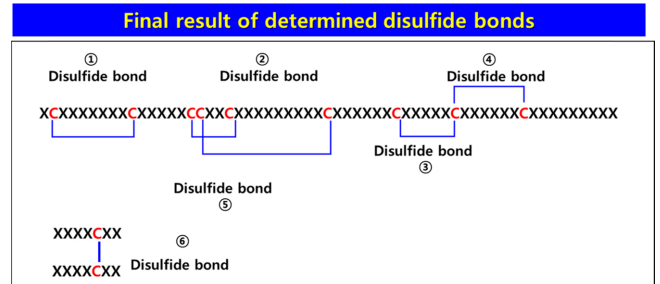 Final result of determined disulfide bonds
① ② ④
Disulfide bond Disulfide bond Disulfide bond
XCXXXXXXXCXXXXXCCXXCXXXXXXXXXCXXXXXXCXXXXXCXXXXXXCXXXXXXXXX
Disulfide bond
③
Disulfide bond
⑤
XXXXCXX
⑥
Disulfide bond
XXXXCXX